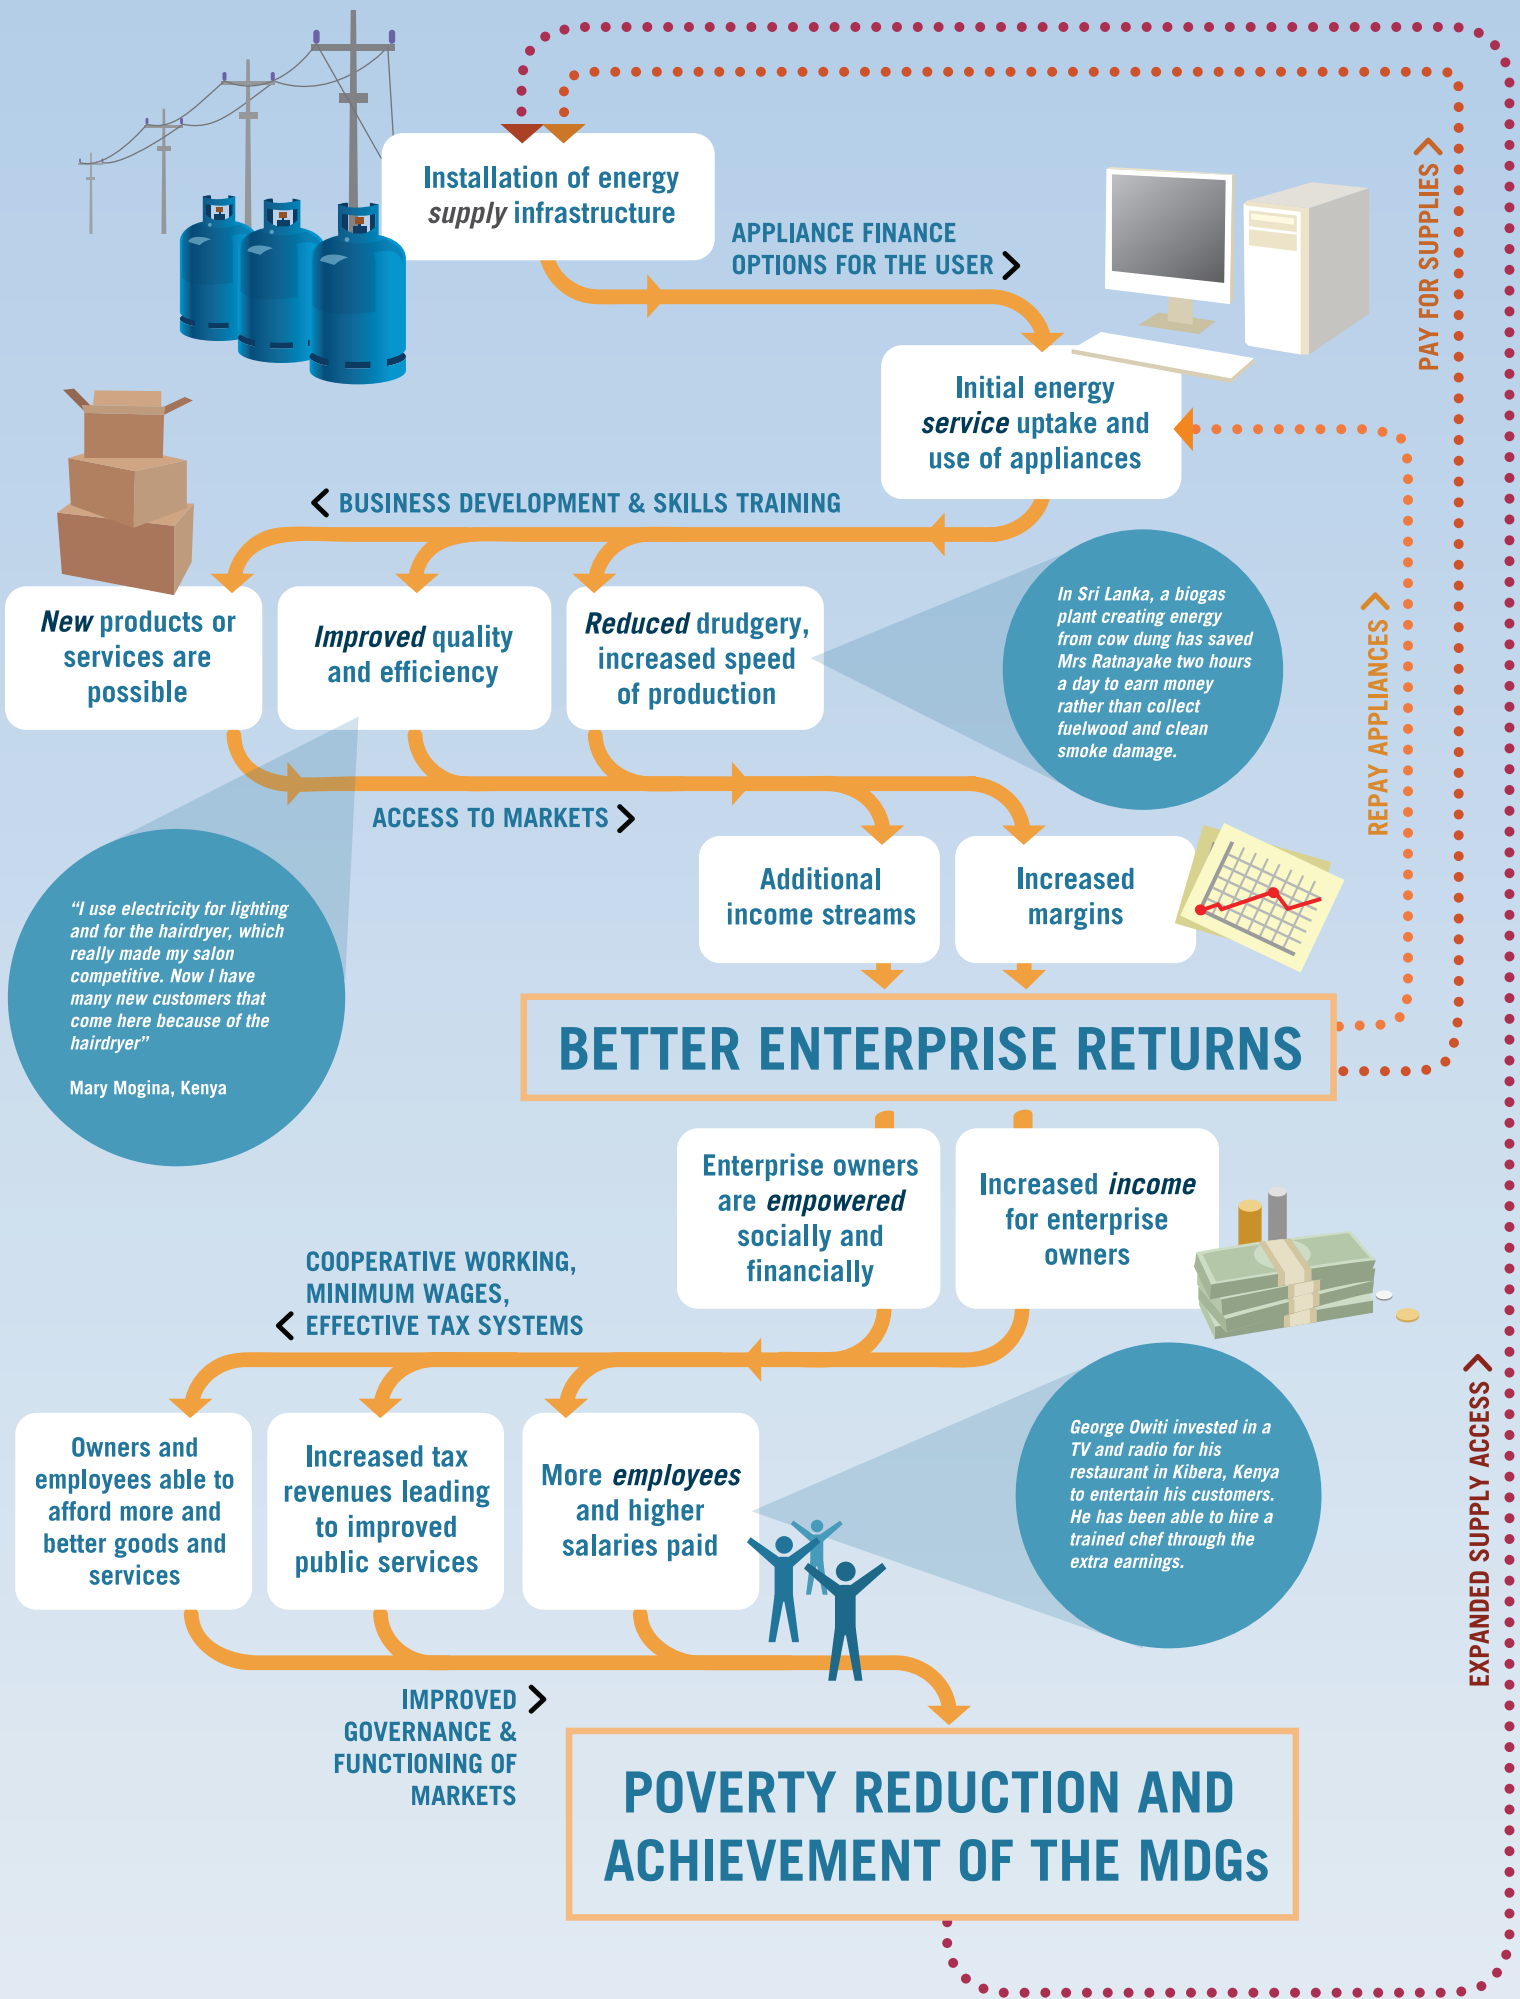 Installation of energy
supply infrastructure
APPLIANCE FINANCE
OPTIONS FOR THE USER
PAY FOR SUPPLIES
Initial energy
service uptake and
use of appliances
BUSINESS DEVELOPMENT & SKILLS TRAINING
New products or
services are
possible
Improved quality
and efficiency
Reduced drudgery,
increased speed
of production
In Sri Lanka, a biogas
plant creating energy
from cow dung has saved
Mrs Ratnayake two hours
a day to earn money
rather than collect
fuelwood and clean
smoke damage.
REPAY APPLIANCES
ACCESS TO MARKETS
"I use electricity for lighting
and for the hairdryer, which
really made my salon
competitive. Now I have
many new customers that
come here because of the
hairdryer"
Mary Mogina, Kenya
Additional
income streams
Increased
margins
BETTER ENTERPRISE RETURNS
Enterprise owners
are empowered
socially and
financially
Increased income
for enterprise
owners
COOPERATIVE WORKING,
MINIMUM WAGES,
EFFECTIVE TAX SYSTEMS
Owners and
employees able to
afford more and
better goods and
services
Increased tax
revenues leading
to improved
public services
More employees
and higher
salaries paid
George Owiti invested in a
TV and radio for his
restaurant in Kibera, Kenya
to entertain his customers.
He has been able to hire a
trained chef through the
extra earnings.
EXPANDED SUPPLY ACCESS
IMPROVED
GOVERNANCE &
FUNCTIONING OF
MARKETS
POVERTY REDUCTION AND
ACHIEVEMENT OF THE MDGs